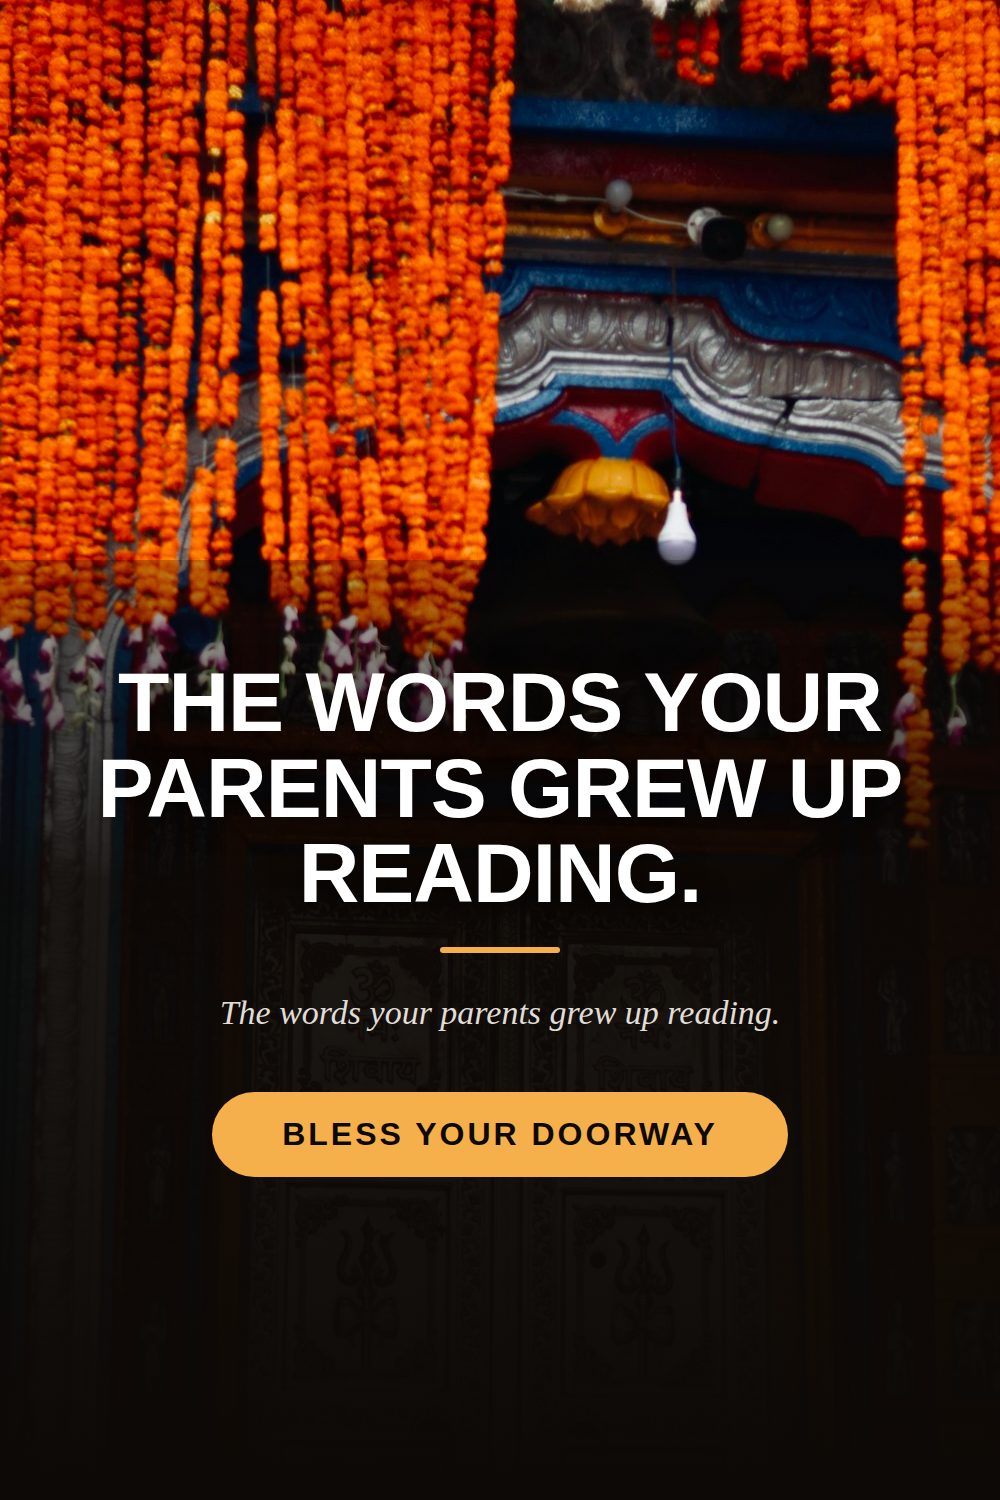 THE WORDS YOUR
PARENTS GREW UP
READING.
The words your parents grew up reading.
शिवाय
शिवाय
BLESS YOUR DOORWAY